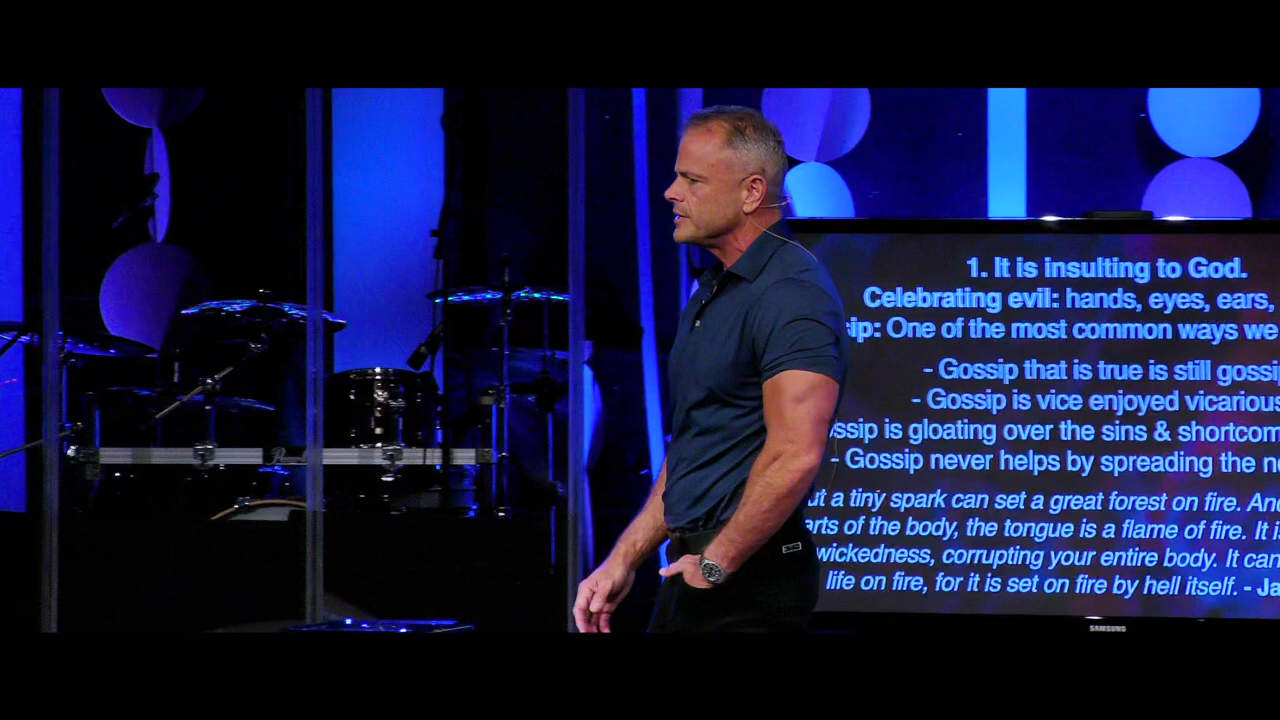 1. It is insulting to God.
Celebrating evil: hands, eyes, ears,
ip: One of the most common ways we
- Gossip that is true is still gossi
- Gossip is vice enjoyed vicarious
ssip is gloating over the sins & shortcom
- Gossip never helps by spreading the n
ut a tiny spark can set a great forest on fire. And
arts of the body, the tongue is a flame of fire. It i
wickedness, corrupting your entire body. It can
life on fire, for it is set on fire by hell itself. - Ja
SAMSUNG